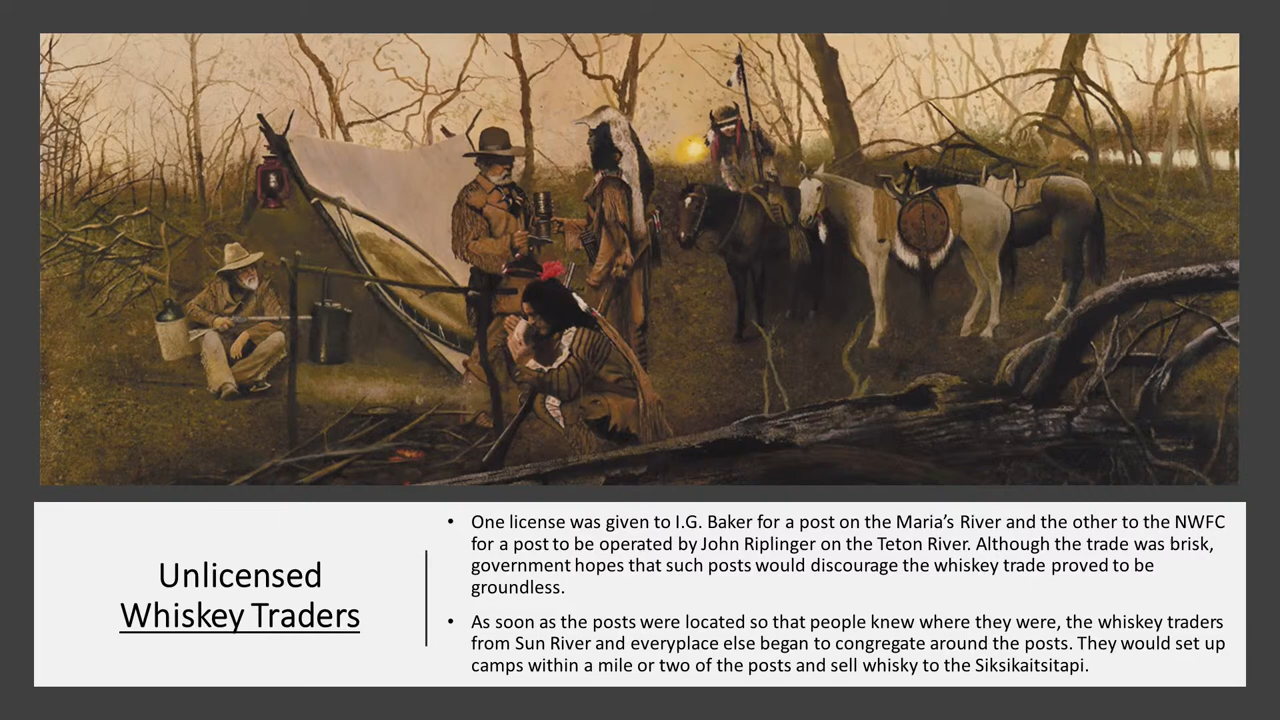 Unlicensed
Whiskey Traders
• One license was given to I.G. Baker for a post on the Maria’s River and the other to the NWFC
for a post to be operated by John Riplinger on the Teton River. Although the trade was brisk,
government hopes that such posts would discourage the whiskey trade proved to be
groundless.
• As soon as the posts were located so that people knew where they were, the whiskey traders
from Sun River and everyplace else began to congregate around the posts. They would set up
camps within a mile or two of the posts and sell whisky to the Siksikaitsitapi.